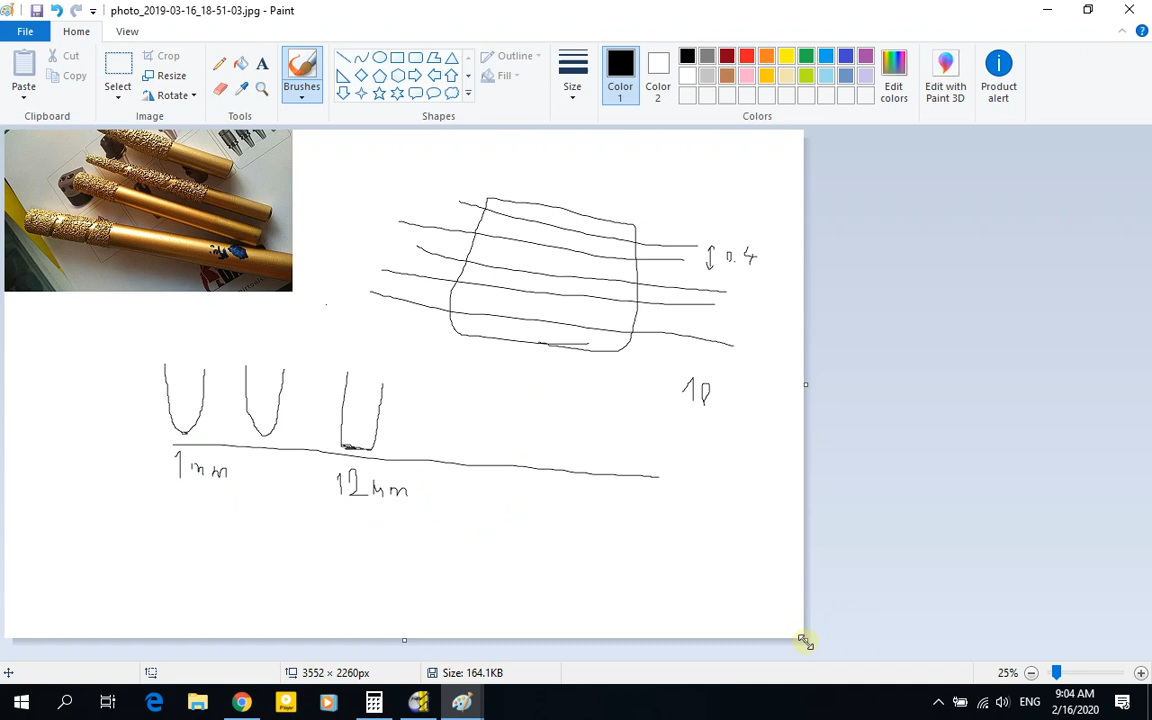 photo_2019-03-16_18-51-03.jpg - Paint
File
Home
View
Paste
Cut
Copy
Clipboard
Select
Crop
Resize
Rotate
Image
Tools
Brushes
Outline
Fill
Shapes
Size
Color 1
Color 2
Edit colors
Edit with Paint 3D
Product alert
Colors
0.4
1mm
12mm
3552 × 2260px
Size: 164.1KB
25%
ENG
9:04 AM
2/16/2020